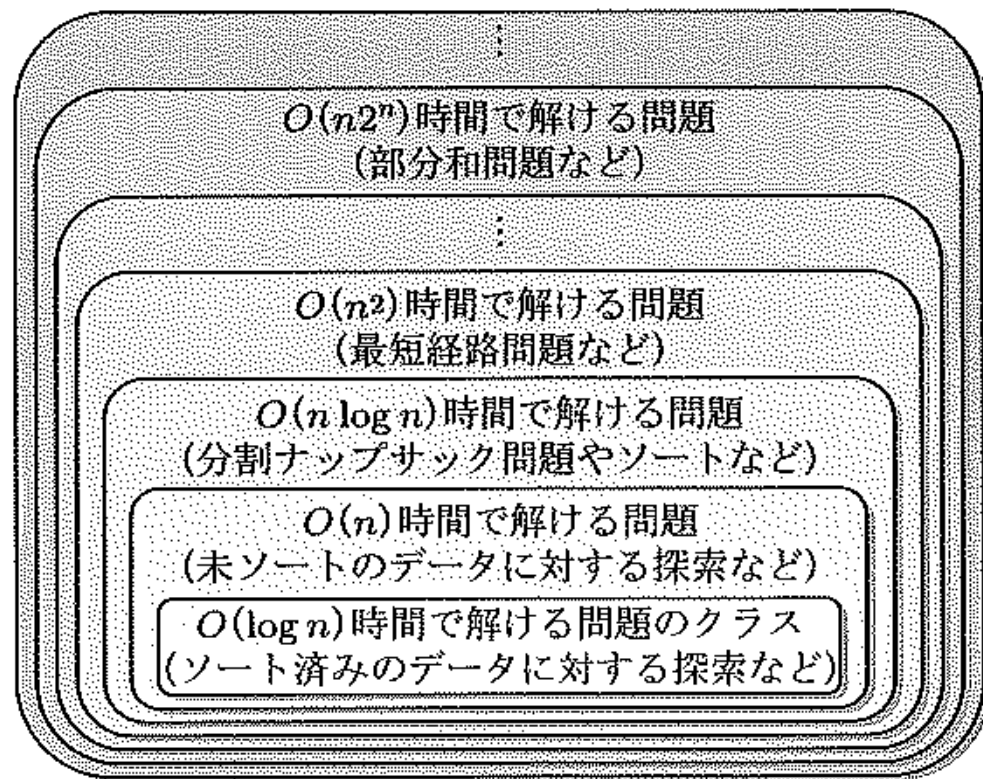 ⋮
O(n2ⁿ)時間で解ける問題
(部分和問題など)
⋮
O(n²)時間で解ける問題
(最短経路問題など)
O(n log n)時間で解ける問題
(分割ナップサック問題やソートなど)
O(n)時間で解ける問題
(未ソートのデータに対する探索など)
O(log n)時間で解ける問題のクラス
(ソート済みのデータに対する探索など)